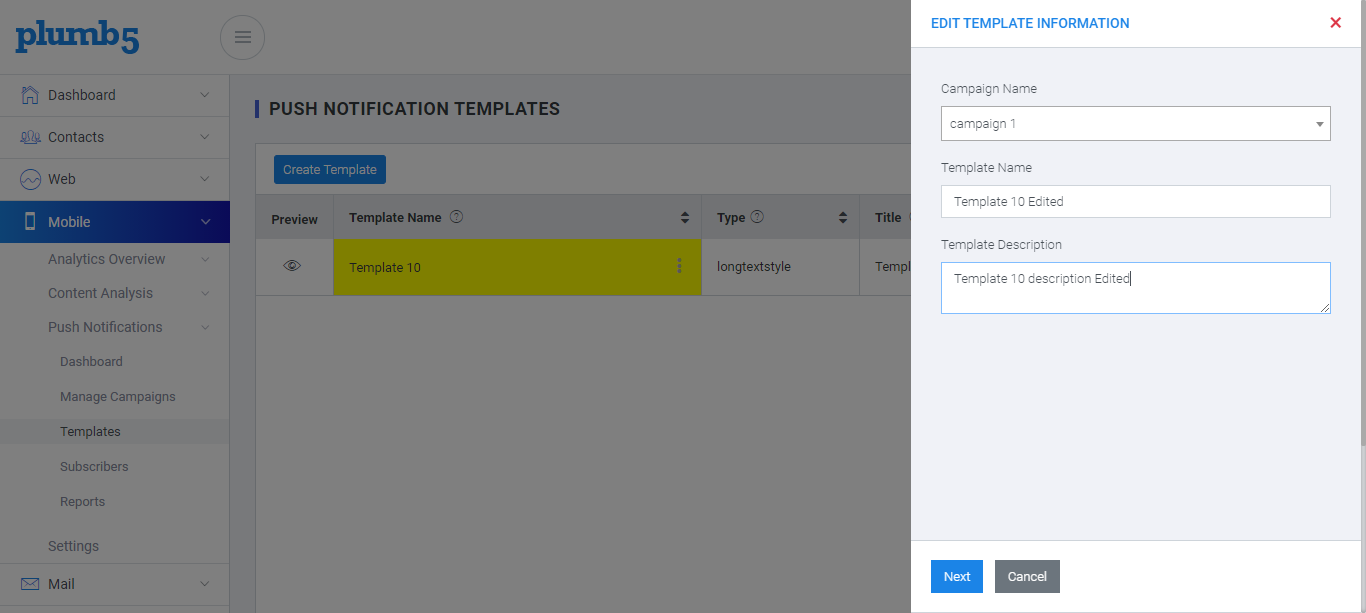 plumb5
Dashboard
Contacts
Web
Mobile
Analytics Overview
Content Analysis
Push Notifications
Dashboard
Manage Campaigns
Templates
Subscribers
Reports
Settings
Mail
PUSH NOTIFICATION TEMPLATES
Create Template
Preview Template Name ? Type ? Title
Template 10 longtextstyle Templ
EDIT TEMPLATE INFORMATION
Campaign Name
campaign 1
Template Name
Template 10 Edited
Template Description
Template 10 description Edited
Next Cancel